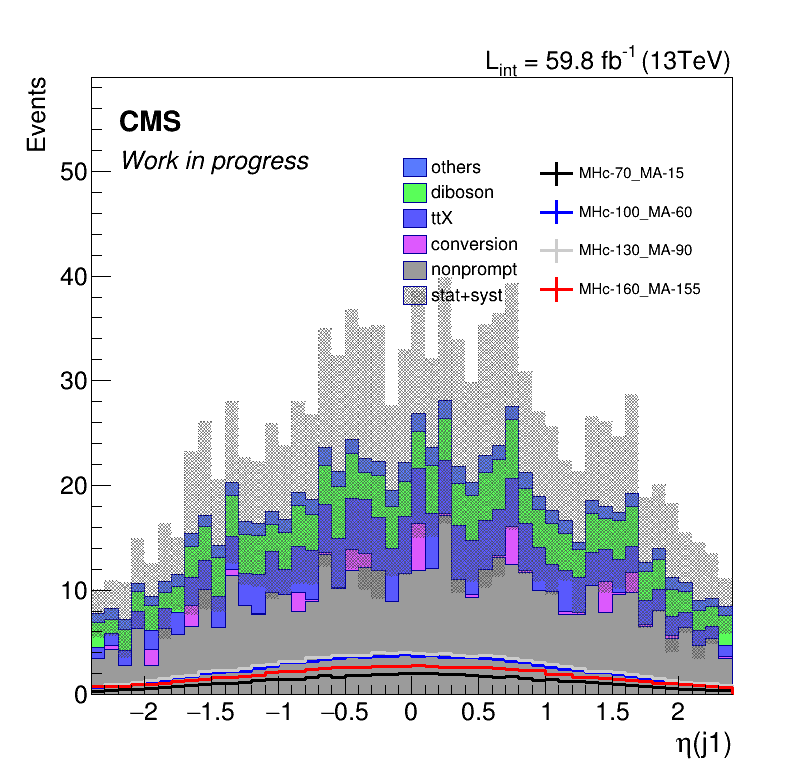 L_int = 59.8 fb^-1 (13TeV)
Events
CMS
Work in progress
others
diboson
ttX
conversion
nonprompt
stat+syst
MHc-70_MA-15
MHc-100_MA-60
MHc-130_MA-90
MHc-160_MA-155
50
40
30
20
10
0
−2 −1.5 −1 −0.5 0 0.5 1 1.5 2
η(j1)